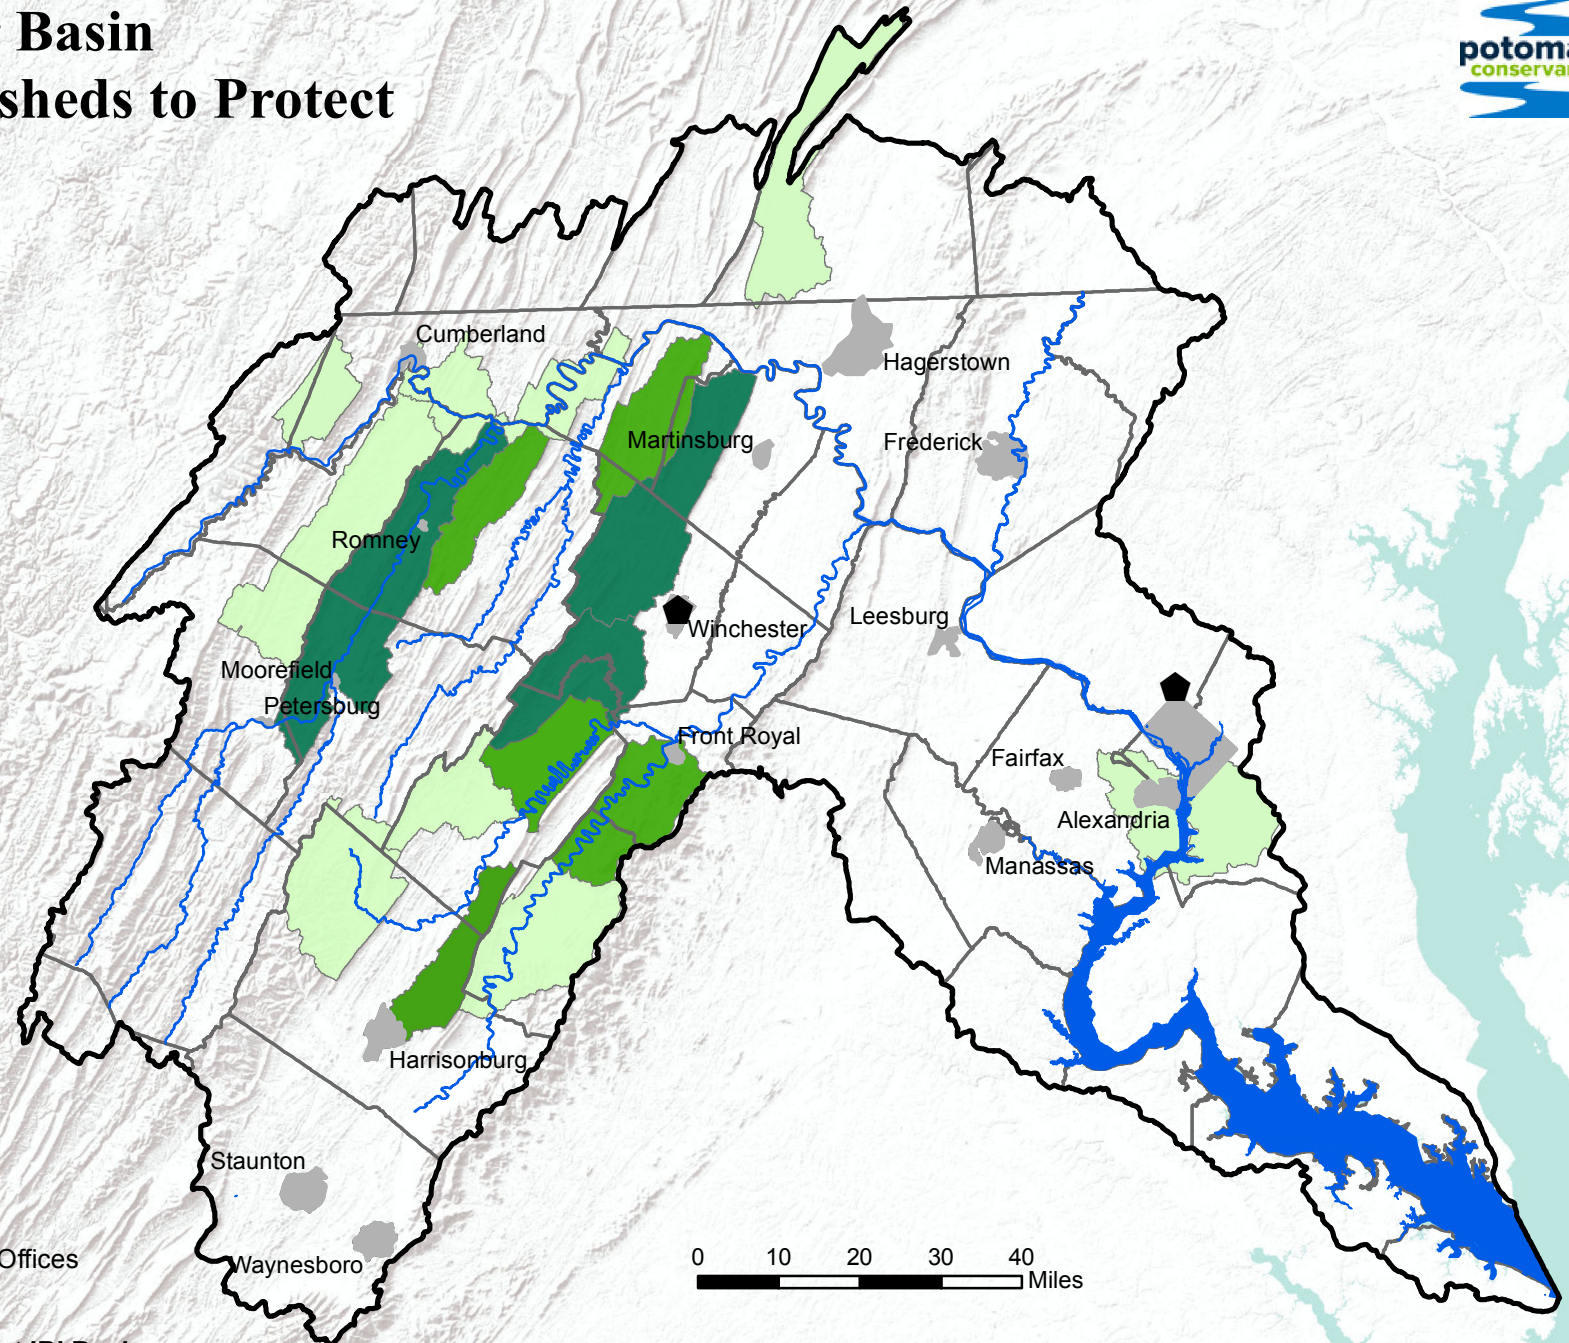 Basin
sheds to Protect
potoma
conservan
Cumberland
Hagerstown
Martinsburg
Frederick
Romney
Leesburg
Winchester
Moorefield
Petersburg
Front Royal
Fairfax
Alexandria
Manassas
Harrisonburg
Staunton
Waynesboro
Offices
0 10 20 30 40
Miles